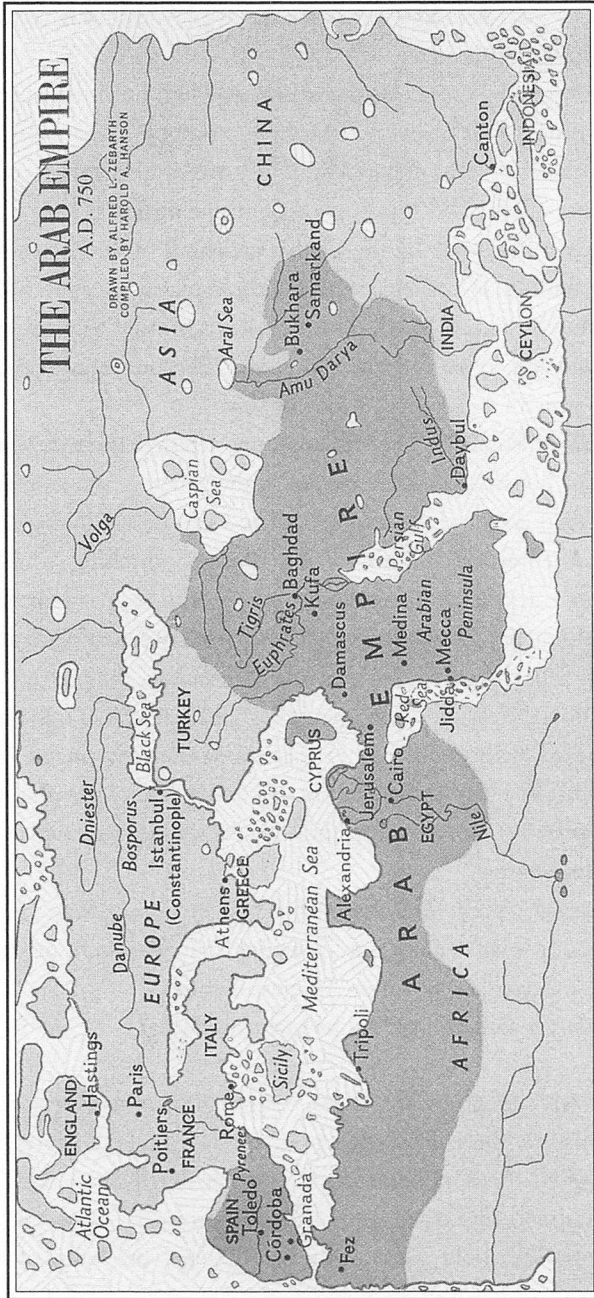 THE ARAB EMPIRE
A.D. 750
DRAWN BY ALFRED L. ZEBARTH
COMPILED BY HAROLD A. HANSON
Atlantic
Ocean
ENGLAND
Hastings
Paris
Poitiers
FRANCE
Pyrenees
SPAIN
Toledo
Córdoba
Granada
Fez
Rome
ITALY
Sicily
Tripoli
EUROPE
Danube
Dniester
Bosporus
Istanbul
(Constantinople)
Black Sea
Athens
GREECE
Mediterranean Sea
TURKEY
CYPRUS
Alexandria
Jerusalem
Cairo
EGYPT
Nile
AFRICA
ARAB EMPIRE
Volga
Caspian
Sea
Tigris
Euphrates
Baghdad
Kufa
Damascus
Medina
Arabian
Mecca
Peninsula
Red
Sea
Jidda
Persian
Gulf
ASIA
Aral Sea
Bukhara
Samarkand
Amu Darya
Indus
Daybul
INDIA
CEYLON
CHINA
Canton
INDONESIA